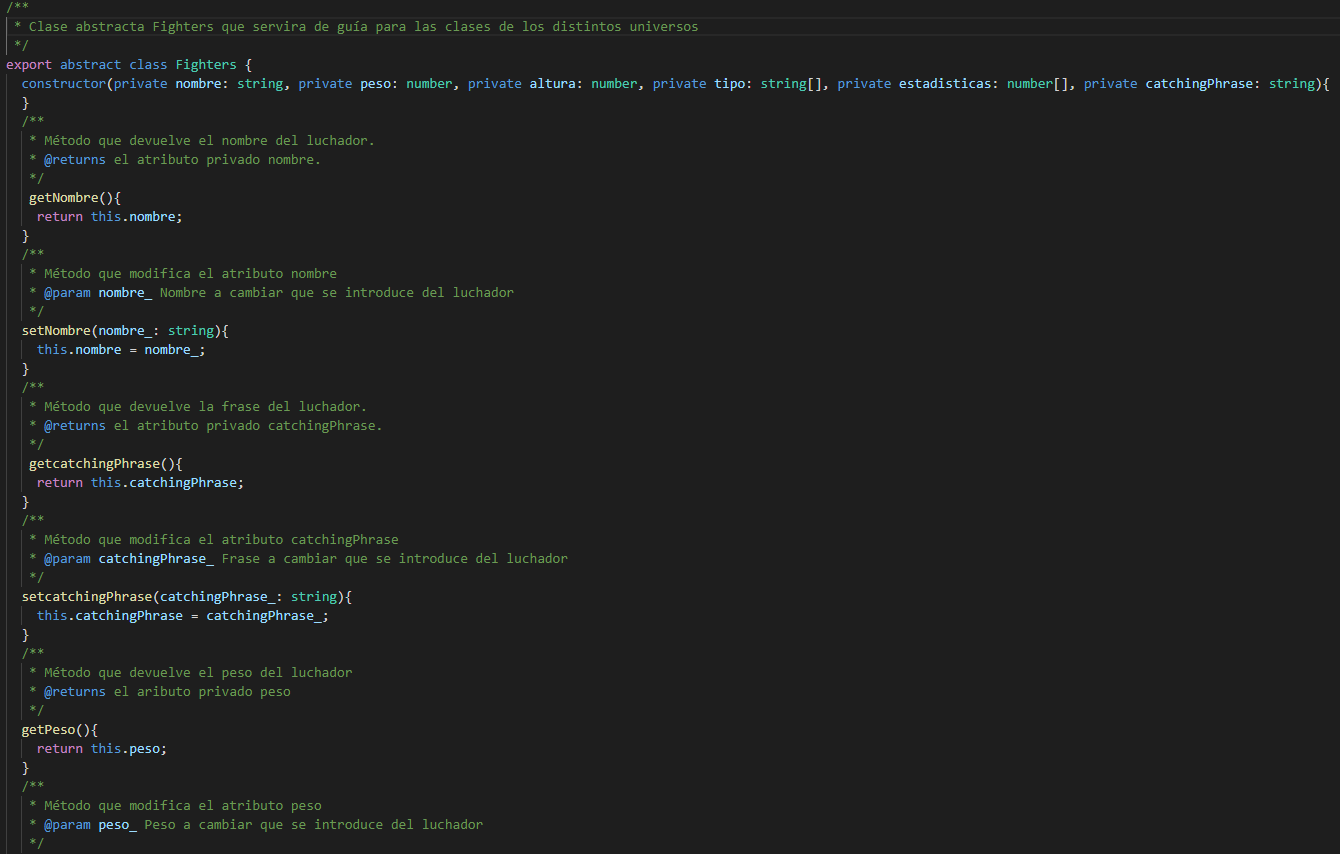 /**
 * Clase abstracta Fighters que servira de guía para las clases de los distintos universos
 */
export abstract class Fighters {
  constructor(private nombre: string, private peso: number, private altura: number, private tipo: string[], private estadisticas: number[], private catchingPhrase: string){
  }
  /**
   * Método que devuelve el nombre del luchador.
   * @returns el atributo privado nombre.
   */
   getNombre(){
    return this.nombre;
  }
  /**
   * Método que modifica el atributo nombre
   * @param nombre_ Nombre a cambiar que se introduce del luchador
   */
  setNombre(nombre_: string){
    this.nombre = nombre_;
  }
  /**
   * Método que devuelve la frase del luchador.
   * @returns el atributo privado catchingPhrase.
   */
   getcatchingPhrase(){
    return this.catchingPhrase;
  }
  /**
   * Método que modifica el atributo catchingPhrase
   * @param catchingPhrase_ Frase a cambiar que se introduce del luchador
   */
  setcatchingPhrase(catchingPhrase_: string){
    this.catchingPhrase = catchingPhrase_;
  }
  /**
   * Método que devuelve el peso del luchador
   * @returns el aributo privado peso
   */
  getPeso(){
    return this.peso;
  }
  /**
   * Método que modifica el atributo peso
   * @param peso_ Peso a cambiar que se introduce del luchador
   */